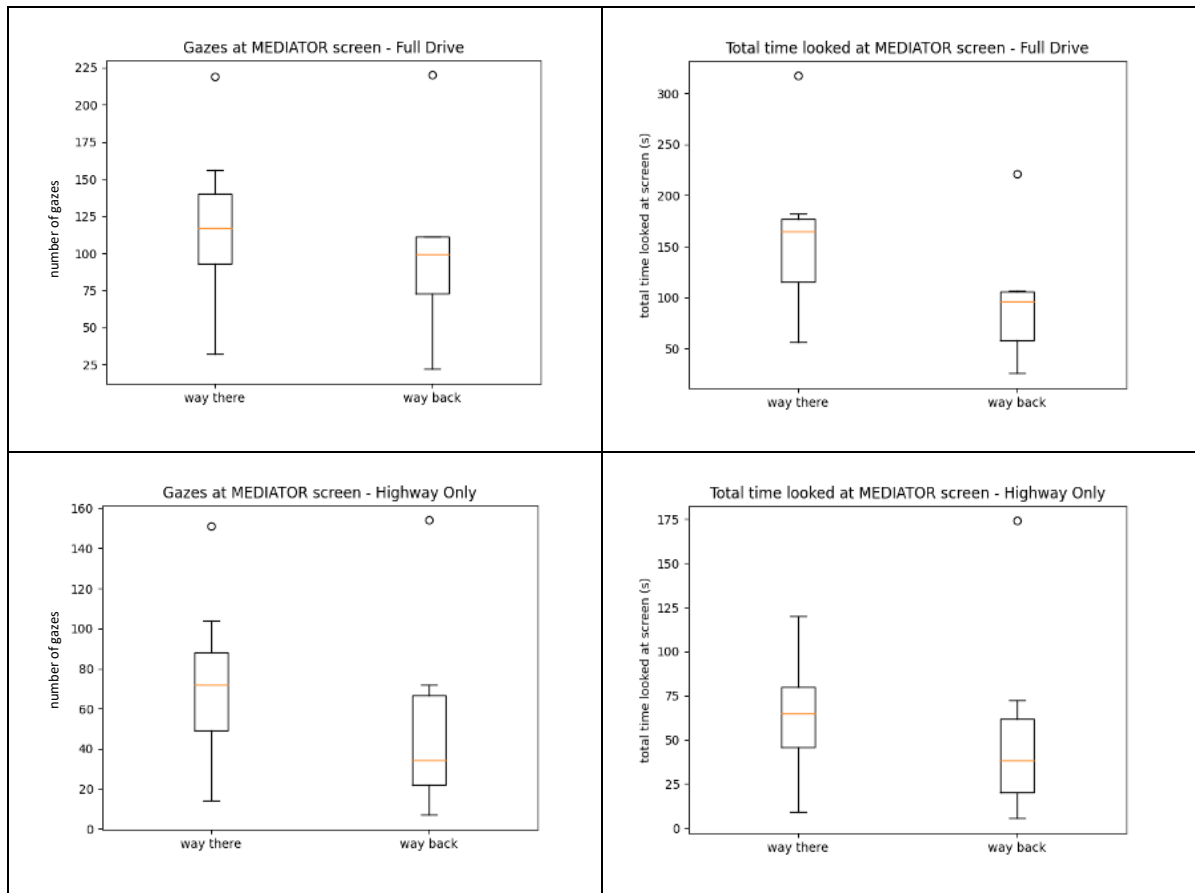 Gazes at MEDIATOR screen - Full Drive
225
200
175
150
125
100
75
50
25
number of gazes
way there
way back
Total time looked at MEDIATOR screen - Full Drive
300
250
200
150
100
50
total time looked at screen (s)
way there
way back
Gazes at MEDIATOR screen - Highway Only
160
140
120
100
80
60
40
20
0
number of gazes
way there
way back
Total time looked at MEDIATOR screen - Highway Only
175
150
125
100
75
50
25
0
total time looked at screen (s)
way there
way back